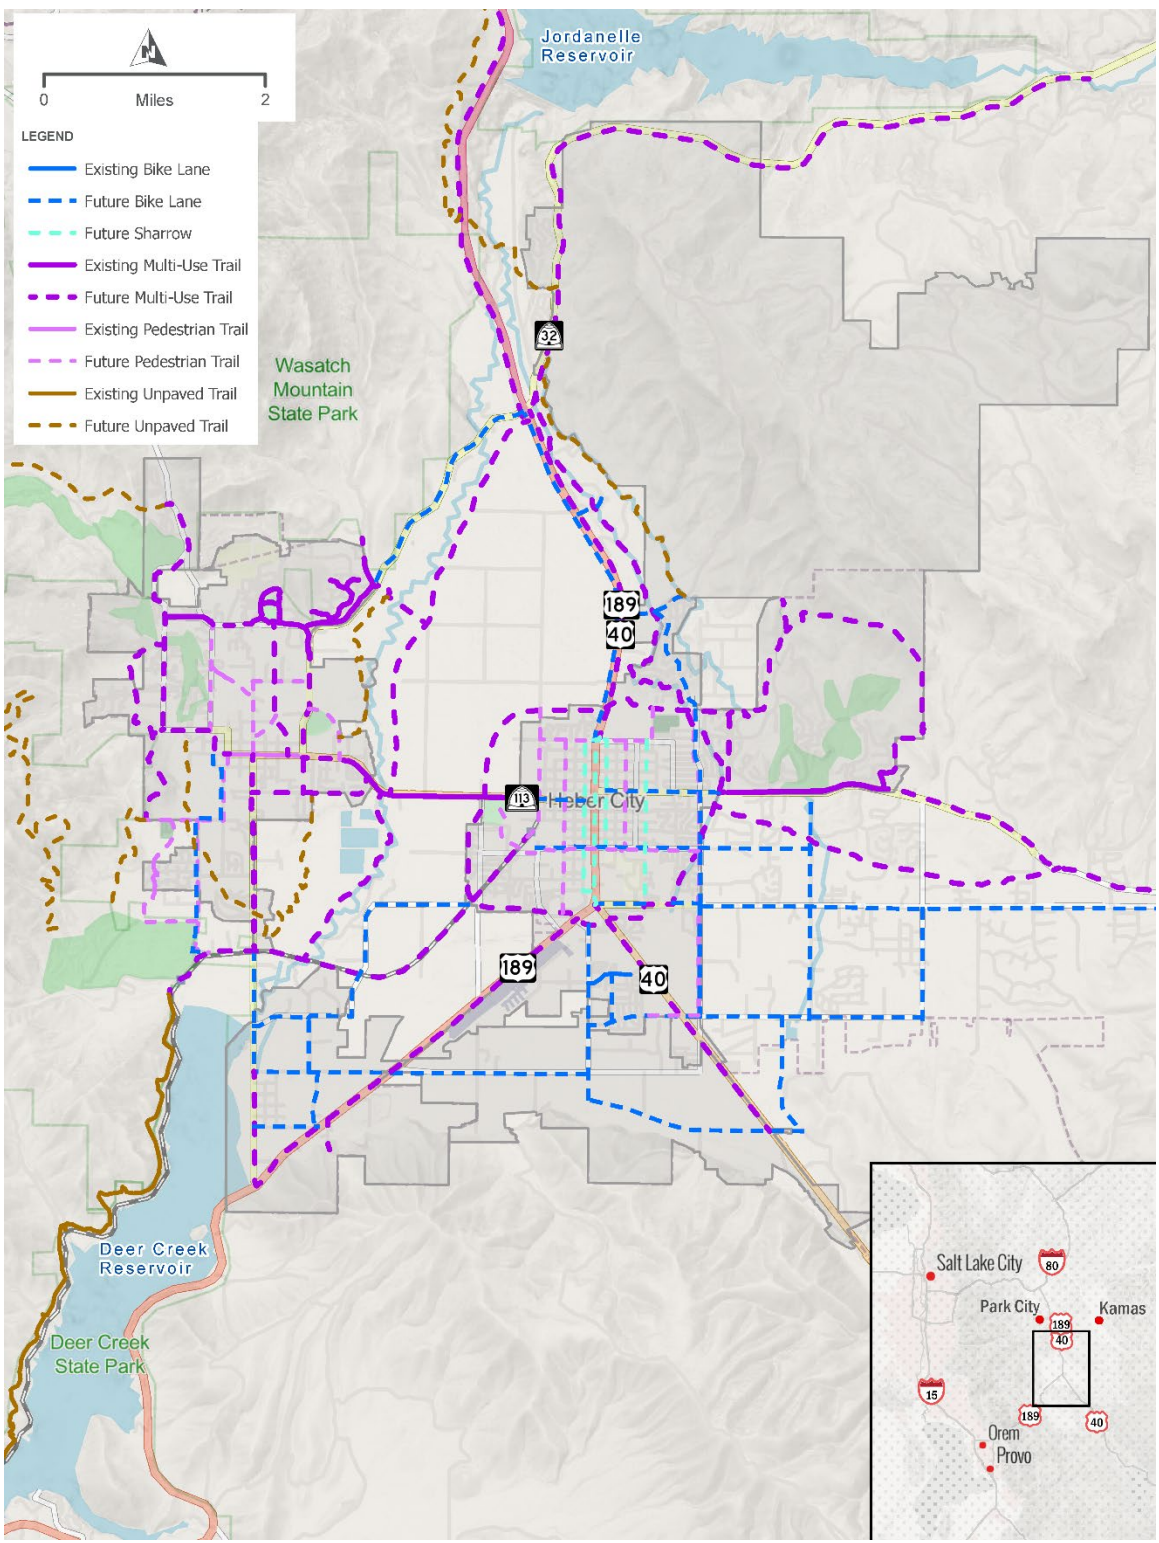 Jordanelle
Reservoir
N
0 Miles 2
LEGEND
Existing Bike Lane
Future Bike Lane
Future Sharrow
Existing Multi-Use Trail
Future Multi-Use Trail
Existing Pedestrian Trail
Future Pedestrian Trail
Existing Unpaved Trail
Future Unpaved Trail
32
Wasatch
Mountain
State Park
189
40
113
Heber City
189
40
Deer Creek
Reservoir
Deer Creek
State Park
Salt Lake City
80
Park City
Kamas
189
40
15
189
40
Orem
Provo